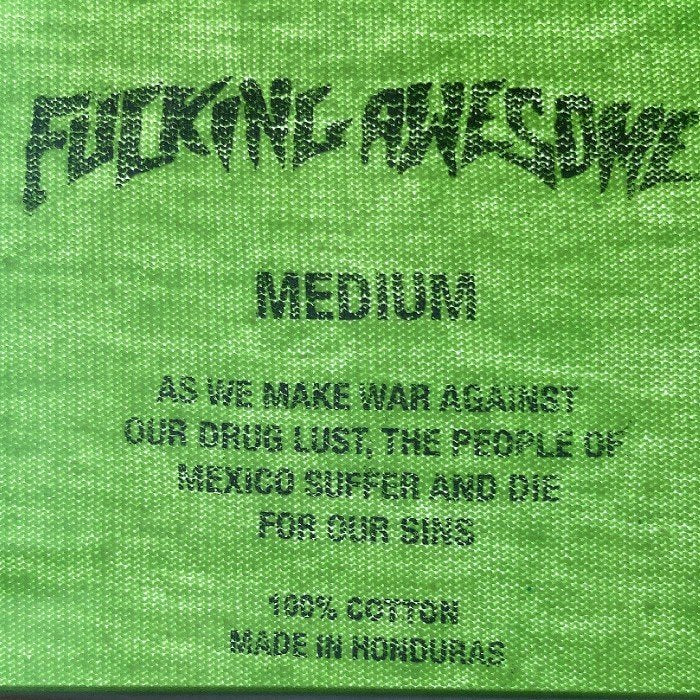 FUCKING AWESOME
MEDIUM
AS WE MAKE WAR AGAINST
OUR DRUG LUST, THE PEOPLE OF
MEXICO SUFFER AND DIE
FOR OUR SINS
100% COTTON
MADE IN HONDURAS